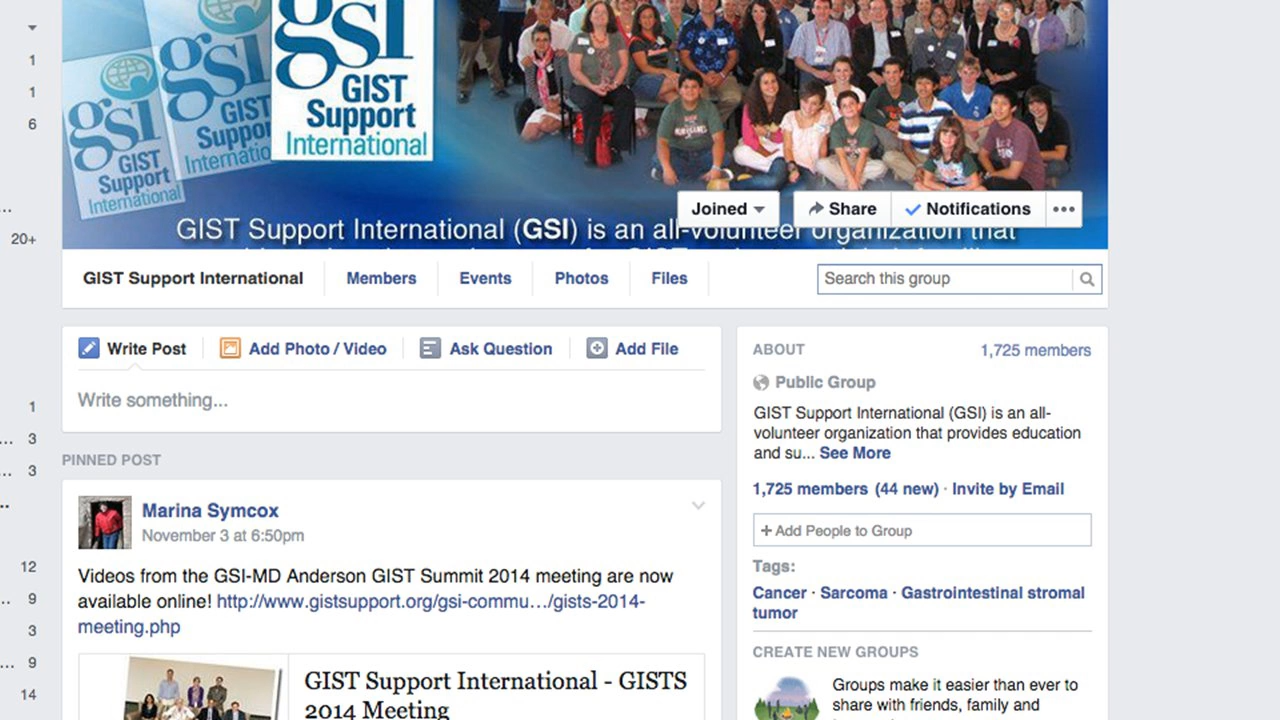 gsi
GIST
Support
International
gsi
GIST
Support
International
gsi
GIST
Support
International
1
1
6
...
20+
Joined
Share
Notifications
GIST Support International (GSI) is an all-volunteer organization that
GIST Support International
Members
Events
Photos
Files
Search this group
Write Post
Add Photo / Video
Ask Question
Add File
Write something...
1
... 3
... 3
..
12
.. 9
3
... 9
14
PINNED POST
Marina Symcox
November 3 at 6:50pm
Videos from the GSI-MD Anderson GIST Summit 2014 meeting are now
available online! http://www.gistsupport.org/gsi-commu…/gists-2014-
meeting.php
GIST Support International - GISTS
2014 Meeting
ABOUT
1,725 members
Public Group
GIST Support International (GSI) is an all-
volunteer organization that provides education
and su... See More
1,725 members (44 new) · Invite by Email
+ Add People to Group
Tags:
Cancer · Sarcoma · Gastrointestinal stromal
tumor
CREATE NEW GROUPS
Groups make it easier than ever to
share with friends, family and